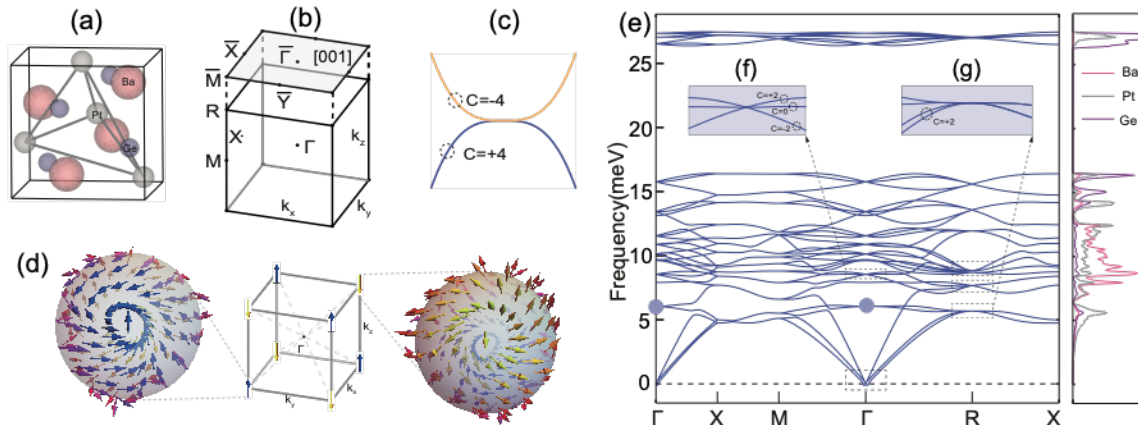 (a)
Ba
Pt
Ge
(b)
X̅
Γ̅
[001]
M̅
R
Y̅
X
Γ
M
k_z
k_x
k_y
(c)
C=-4
C=+4
(d)
Γ
k_z
k_x
k_y
(e)
Frequency(meV)
25
20
15
10
5
0
Γ
X
M
Γ
R
X
(f)
C=+2
C=0
C=-2
(g)
C=+2
Ba
Pt
Ge